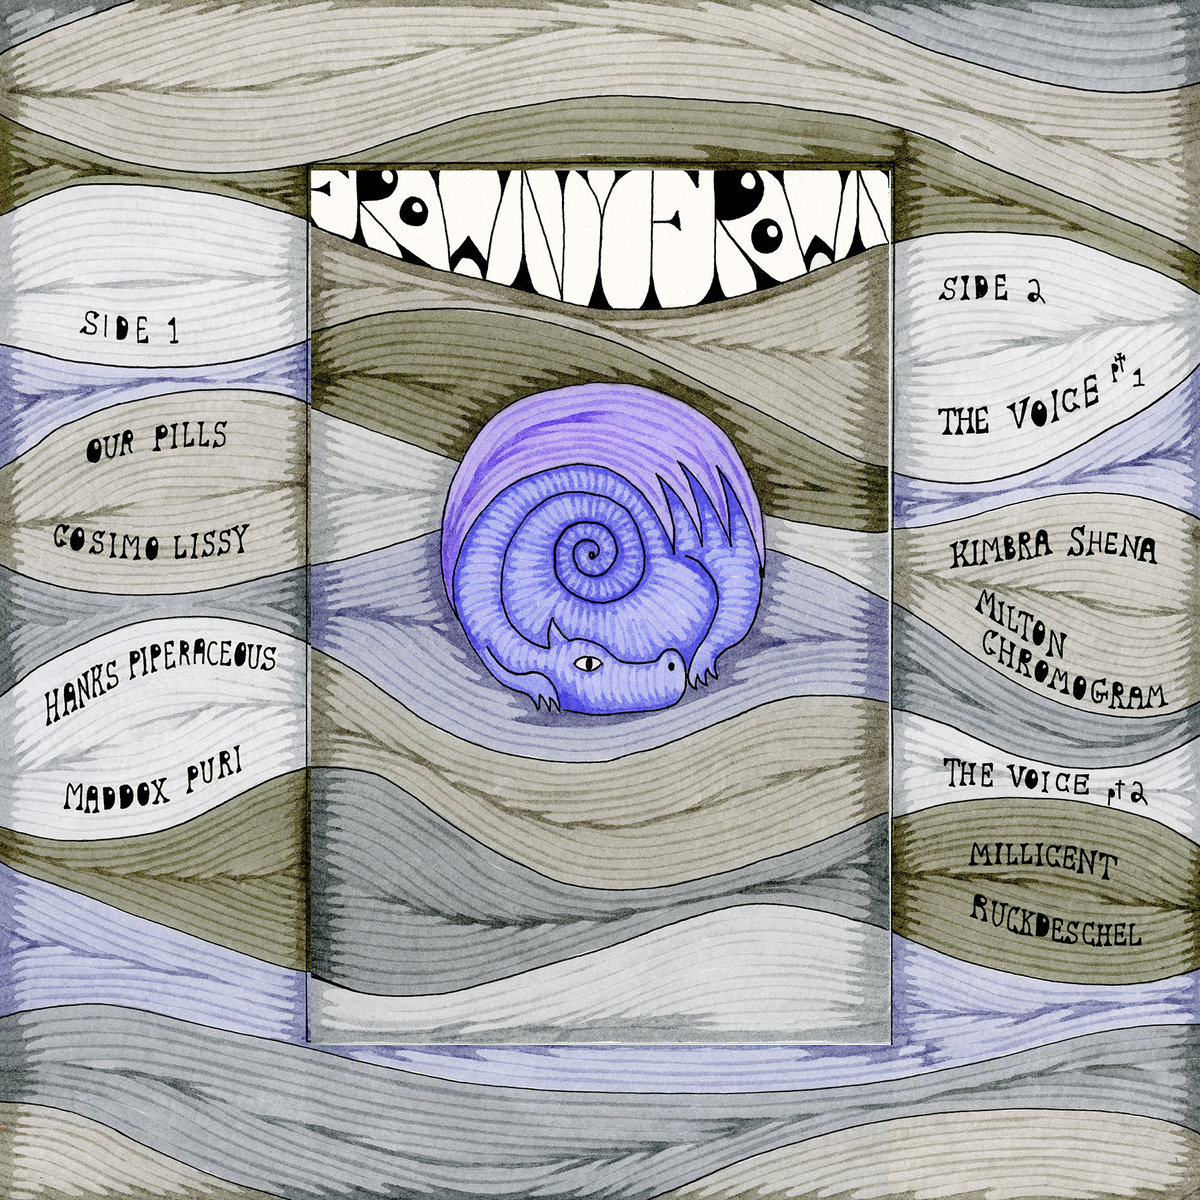 FROWNYFROWN
SIDE 1
OUR PILLS
COSIMO LISSY
HANKS PIPERACEOUS
MADDOX PURI
SIDE 2
THE VOICE pt 1
KIMBRA SHENA
MILTON
CHROMOGRAM
THE VOICE pt 2
MILLICENT
RUCKDESCHEL